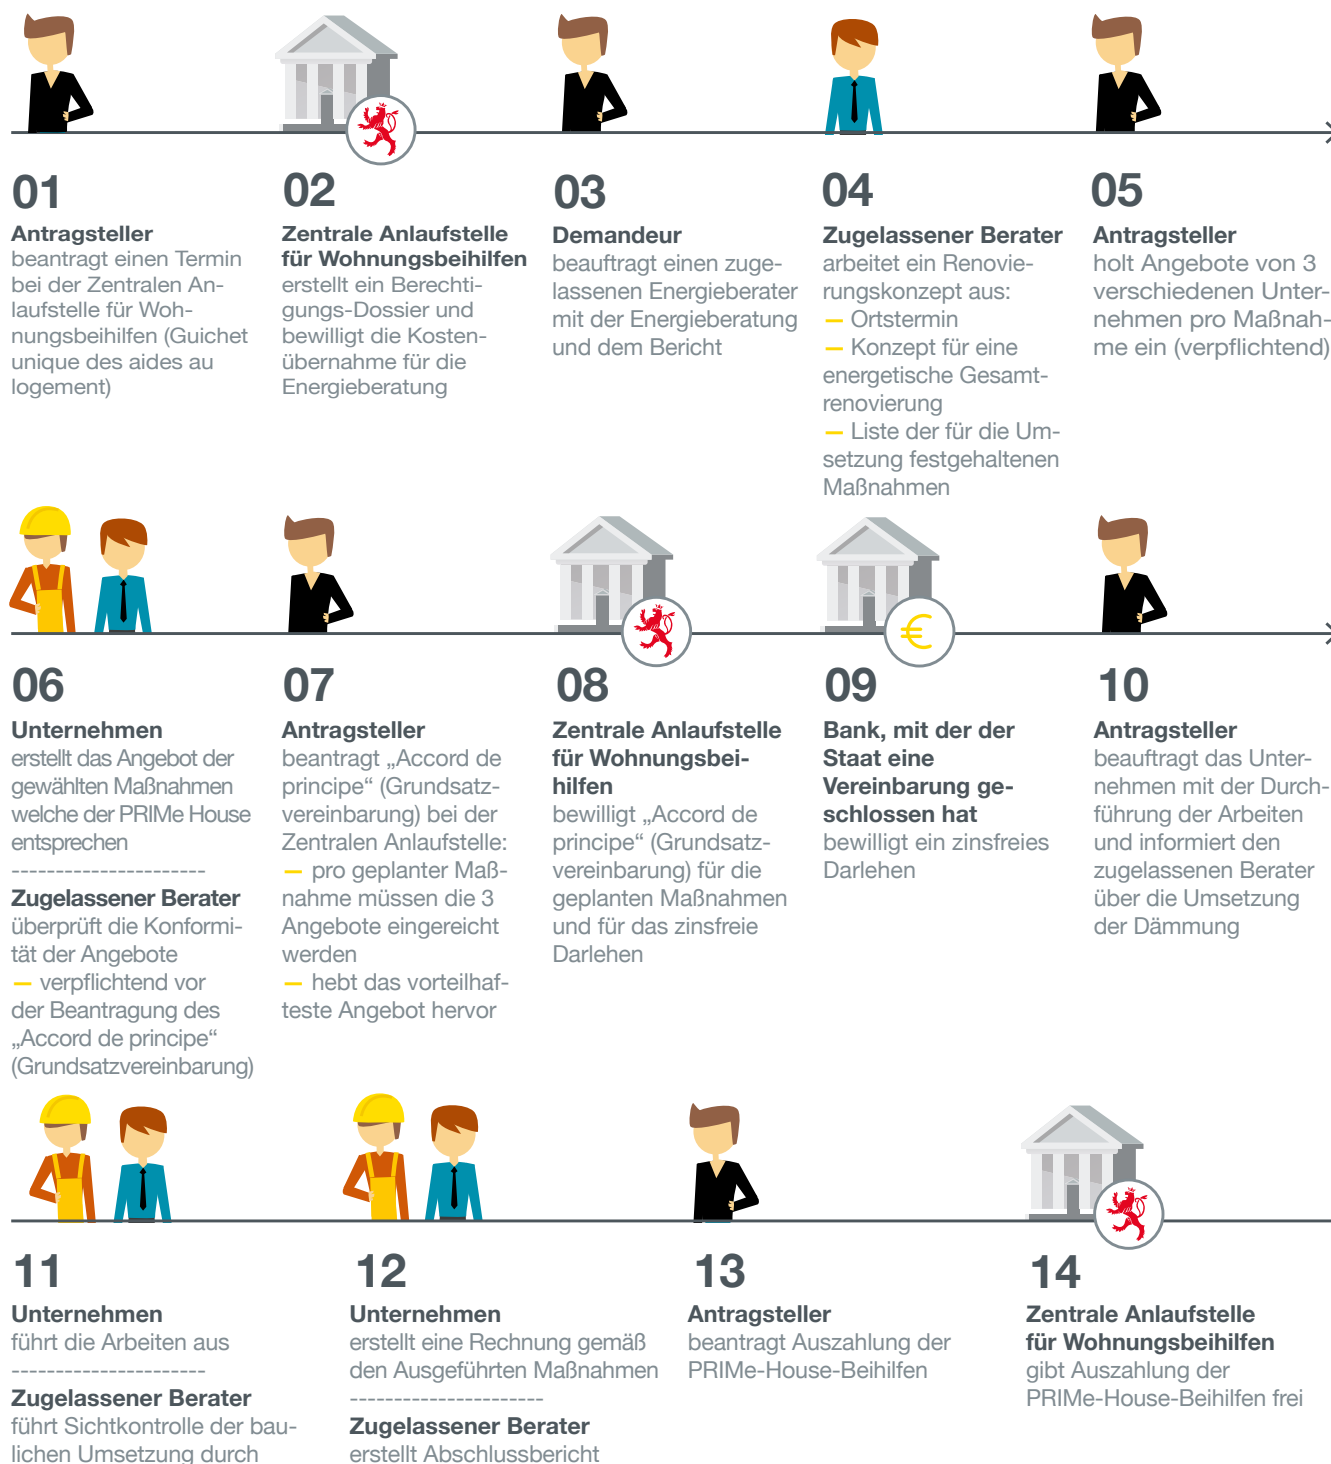 01
Antragsteller
beantragt einen Termin
bei der Zentralen An-
laufstelle für Woh-
nungsbeihilfen (Guichet
unique des aides au
logement)
02
Zentrale Anlaufstelle
für Wohnungsbeihilfen
erstellt ein Berechti-
gungs-Dossier und
bewilligt die Kosten-
übernahme für die
Energieberatung
03
Demandeur
beauftragt einen zuge-
lassenen Energieberater
mit der Energieberatung
und dem Bericht
04
Zugelassener Berater
arbeitet ein Renovie-
rungskonzept aus:
— Ortstermin
— Konzept für eine
energetische Gesamt-
renovierung
— Liste der für die Um-
setzung festgehaltenen
Maßnahmen
05
Antragsteller
holt Angebote von 3
verschiedenen Unter-
nehmen pro Maßnah-
me ein (verpflichtend)
06
Unternehmen
erstellt das Angebot der
gewählten Maßnahmen
welche der PRIMe House
entsprechen
----------------------
Zugelassener Berater
überprüft die Konformi-
tät der Angebote
— verpflichtend vor
der Beantragung des
„Accord de principe“
(Grundsatzvereinbarung)
07
Antragsteller
beantragt „Accord de
principe“ (Grundsatz-
vereinbarung) bei der
Zentralen Anlaufstelle:
— pro geplanter Maß-
nahme müssen die 3
Angebote eingereicht
werden
— hebt das vorteilhaf-
teste Angebot hervor
08
Zentrale Anlaufstelle
für Wohnungsbei-
hilfen
bewilligt „Accord de
principe“ (Grundsatz-
vereinbarung) für die
geplanten Maßnahmen
und für das zinsfreie
Darlehen
€
09
Bank, mit der der
Staat eine
Vereinbarung ge-
schlossen hat
bewilligt ein zinsfreies
Darlehen
10
Antragsteller
beauftragt das Unter-
nehmen mit der Durch-
führung der Arbeiten
und informiert den
zugelassenen Berater
über die Umsetzung
der Dämmung
11
Unternehmen
führt die Arbeiten aus
----------------------
Zugelassener Berater
führt Sichtkontrolle der bau-
lichen Umsetzung durch
12
Unternehmen
erstellt eine Rechnung gemäß
den Ausgeführten Maßnahmen
----------------------
Zugelassener Berater
erstellt Abschlussbericht
13
Antragsteller
beantragt Auszahlung der
PRIMe-House-Beihilfen
14
Zentrale Anlaufstelle
für Wohnungsbeihilfen
gibt Auszahlung der
PRIMe-House-Beihilfen frei